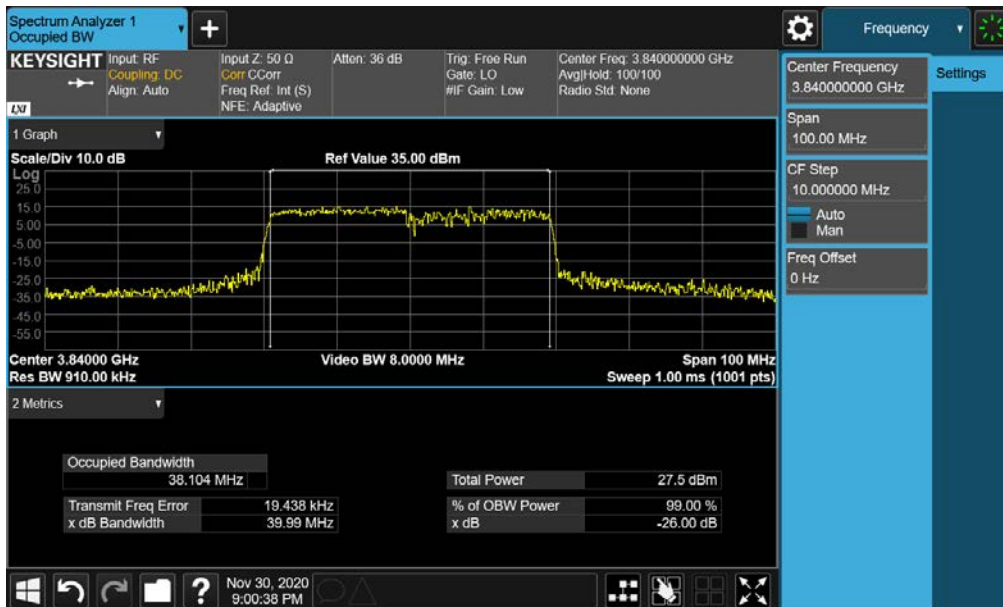 Spectrum Analyzer 1
Occupied BW
Frequency
KEYSIGHT
LXI
Input: RF
Coupling: DC
Align: Auto
Input Z: 50 Ω
Corr CCorr
Freq Ref: Int (S)
NFE: Adaptive
Atten: 36 dB
Trig: Free Run
Gate: LO
#IF Gain: Low
Center Freq: 3.840000000 GHz
Avg|Hold: 100/100
Radio Std: None
Center Frequency
3.840000000 GHz
Settings
Span
100.00 MHz
CF Step
10.000000 MHz
Auto
Man
Freq Offset
0 Hz
1 Graph
Scale/Div 10.0 dB
Ref Value 35.00 dBm
Log
25.0
15.0
5.00
-5.00
-15.0
-25.0
-35.0
-45.0
-55.0
Center 3.84000 GHz
Video BW 8.0000 MHz
Span 100 MHz
Res BW 910.00 kHz
Sweep 1.00 ms (1001 pts)
2 Metrics
Occupied Bandwidth
38.104 MHz
Total Power 27.5 dBm
Transmit Freq Error 19.438 kHz
% of OBW Power 99.00 %
x dB Bandwidth 39.99 MHz
x dB -26.00 dB
?
Nov 30, 2020
9:00:38 PM